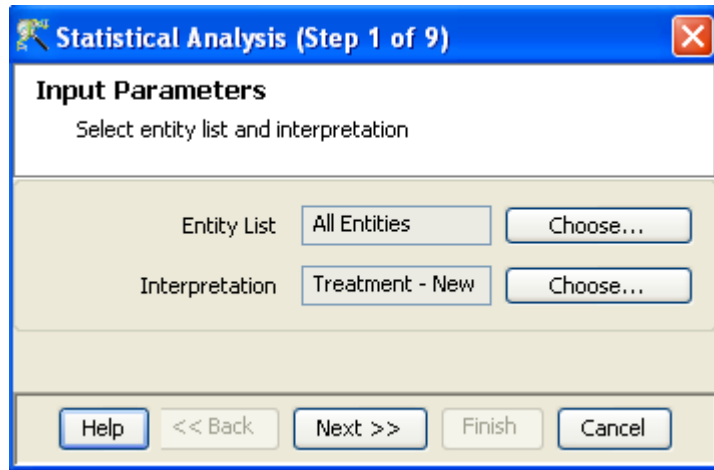 Statistical Analysis (Step 1 of 9)
Input Parameters
Select entity list and interpretation
Entity List All Entities Choose...
Interpretation Treatment - New Choose...
Help << Back Next >> Finish Cancel